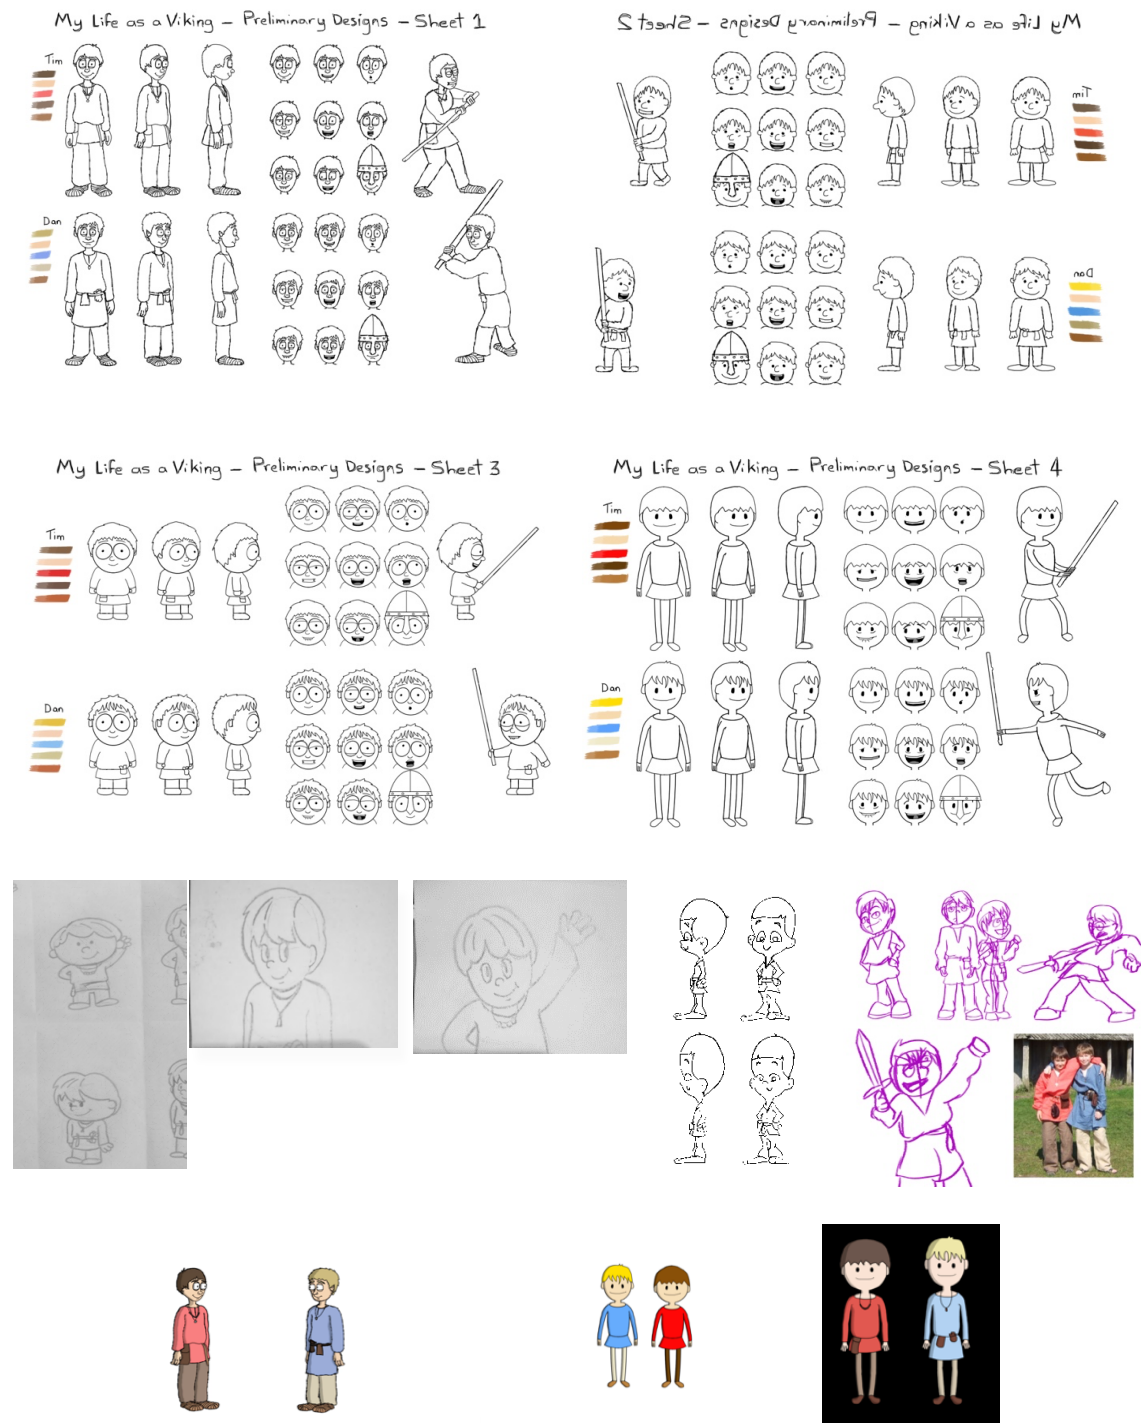 My Life as a Viking – Preliminary Designs – Sheet 1
Tim
Dan
My Life as a Viking – Preliminary Designs – Sheet 2
Tim
Dan
My Life as a Viking – Preliminary Designs – Sheet 3
Tim
Dan
My Life as a Viking – Preliminary Designs – Sheet 4
Tim
Dan